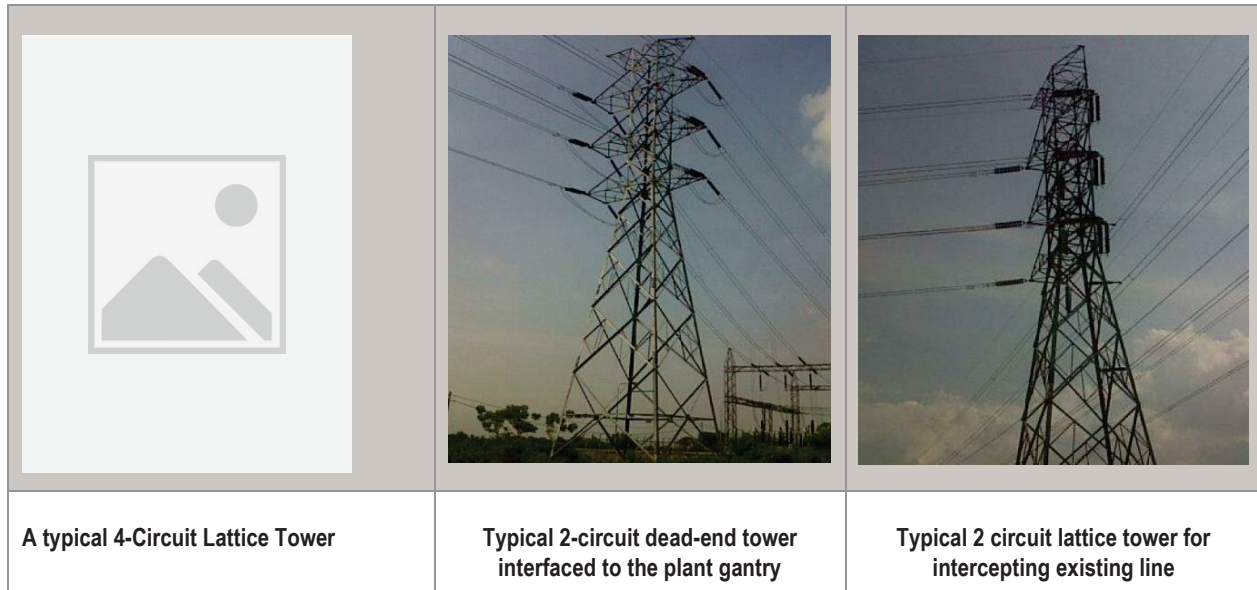 A typical 4-Circuit Lattice Tower
Typical 2-circuit dead-end tower
interfaced to the plant gantry
Typical 2 circuit lattice tower for
intercepting existing line